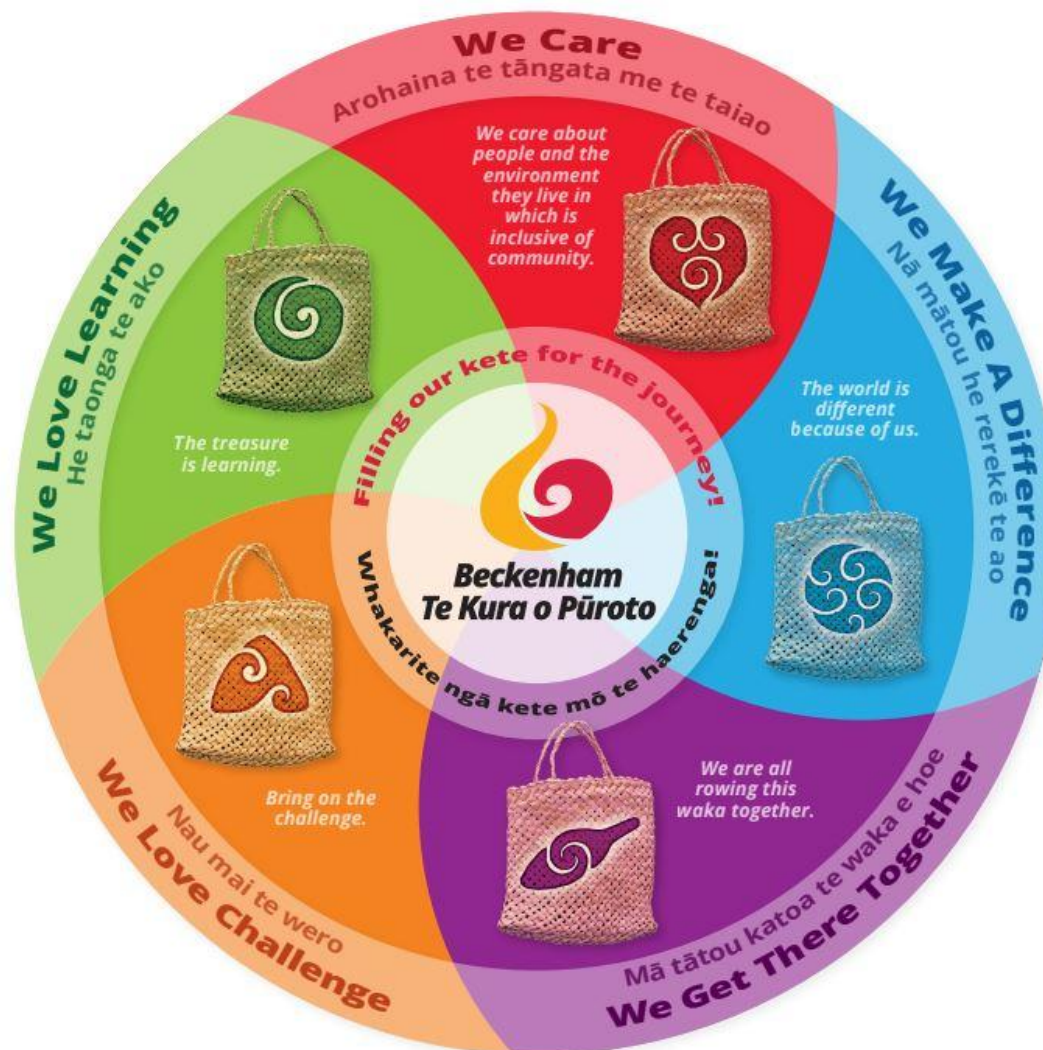 We Care
Arohaina te tāngata me te taiao
We care about
people and the
environment
they live in
which is
inclusive of
community.
We Make A Difference
Nā mātou he rerekē te ao
The world is
different
because of us.
We Get There Together
Mā tātou katoa te waka e hoe
We are all
rowing this
waka together.
We Love Challenge
Nau mai te wero
Bring on the
challenge.
We Love Learning
He taonga te ako
The treasure
is learning.
Filling our kete for the journey!
Beckenham
Te Kura o Pūroto
Whakarite ngā kete mō te haerenga!